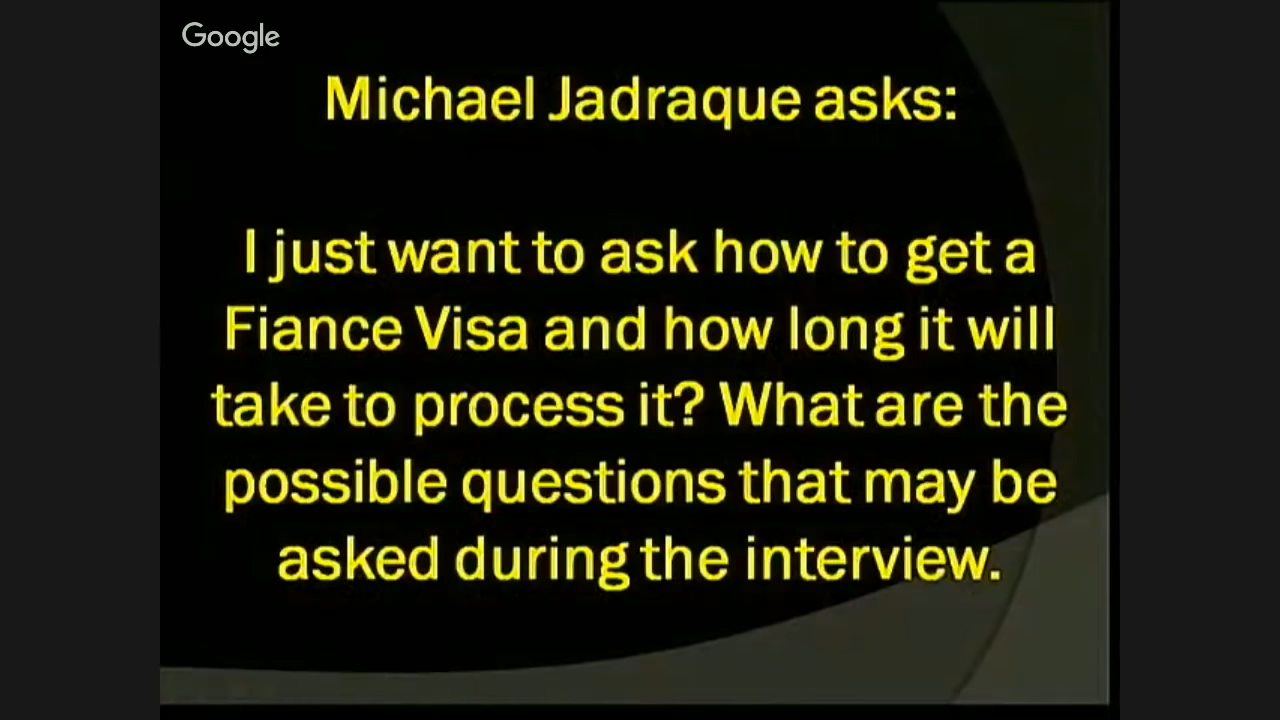 Google
Michael Jadraque asks:
I just want to ask how to get a
Fiance Visa and how long it will
take to process it? What are the
possible questions that may be
asked during the interview.